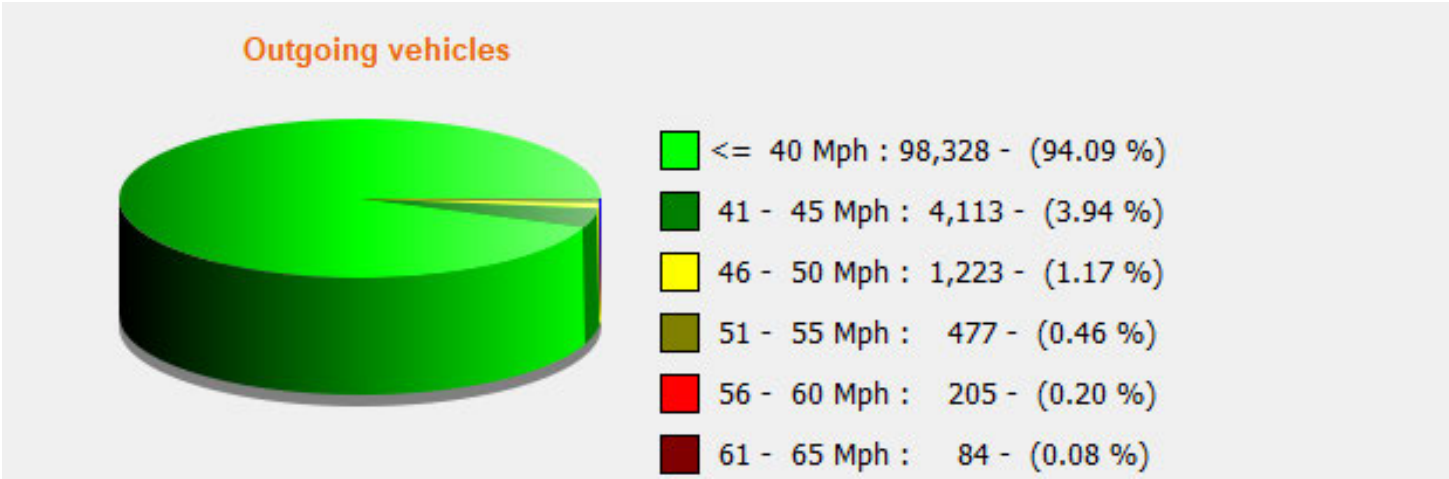 Outgoing vehicles
<= 40 Mph : 98,328 - (94.09 %)
41 - 45 Mph : 4,113 - (3.94 %)
46 - 50 Mph : 1,223 - (1.17 %)
51 - 55 Mph : 477 - (0.46 %)
56 - 60 Mph : 205 - (0.20 %)
61 - 65 Mph : 84 - (0.08 %)